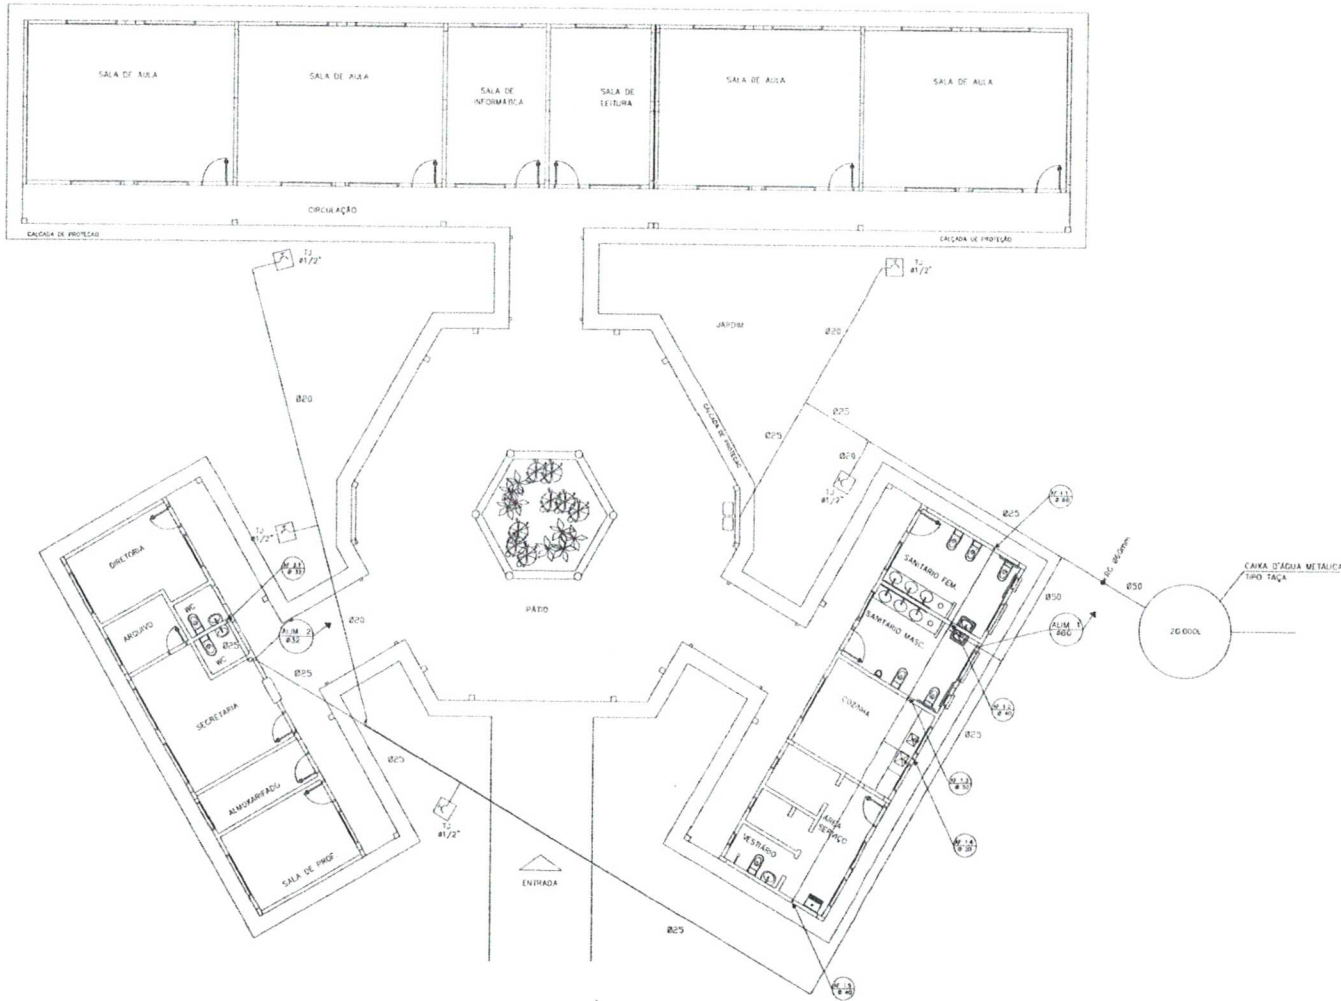 SALA DE AULA
SALA DE AULA
SALA DE
INFORMÁTICA
SALA DE
LEITURA
SALA DE AULA
SALA DE AULA
CIRCULAÇÃO
CALÇADA DE PROTEÇÃO
CALÇADA DE PROTEÇÃO
TJ
ø1/2"
TJ
ø1/2"
JARDIM
Ø20
Ø20
CALÇADA DE PROTEÇÃO
Ø25
Ø25
Ø20
TJ
ø1/2"
TJ
ø1/2"
DIRETORIA
ARQUIVO
WC
WC
Ø25
ALIM. 2
Ø32
Ø20
Ø25
SECRETARIA
ALMOXARIFADO
SALA DE PROF.
Ø25
TJ
ø1/2"
PÁTIO
ENTRADA
Ø25
SANITÁRIO FEM.
SANITÁRIO MASC.
COZINHA
ÁREA
SERVIÇO
VESTIÁRIO
Ø25
RG Ø60mm
Ø50
Ø50
CAIXA D'ÁGUA METÁLICA
TIPO TAÇA
20.000L
ALIM. 1
Ø60
Ø25